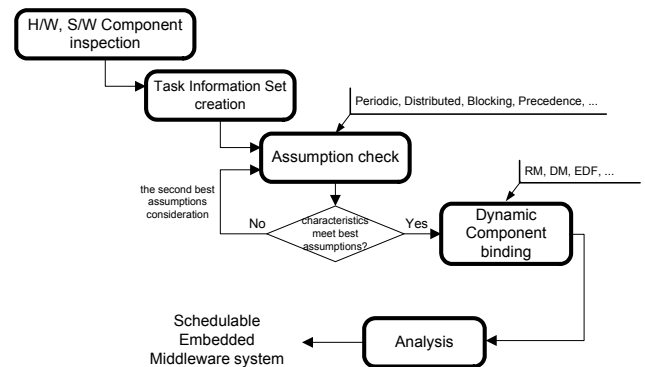 H/W, S/W Component
inspection
Task Information Set
creation
Periodic, Distributed, Blocking, Precedence, ...
Assumption check
the second best
assumptions
consideration
RM, DM, EDF, ...
No
characteristics
meet best
assumptions?
Yes
Dynamic
Component
binding
Schedulable
Embedded
Middleware system
Analysis